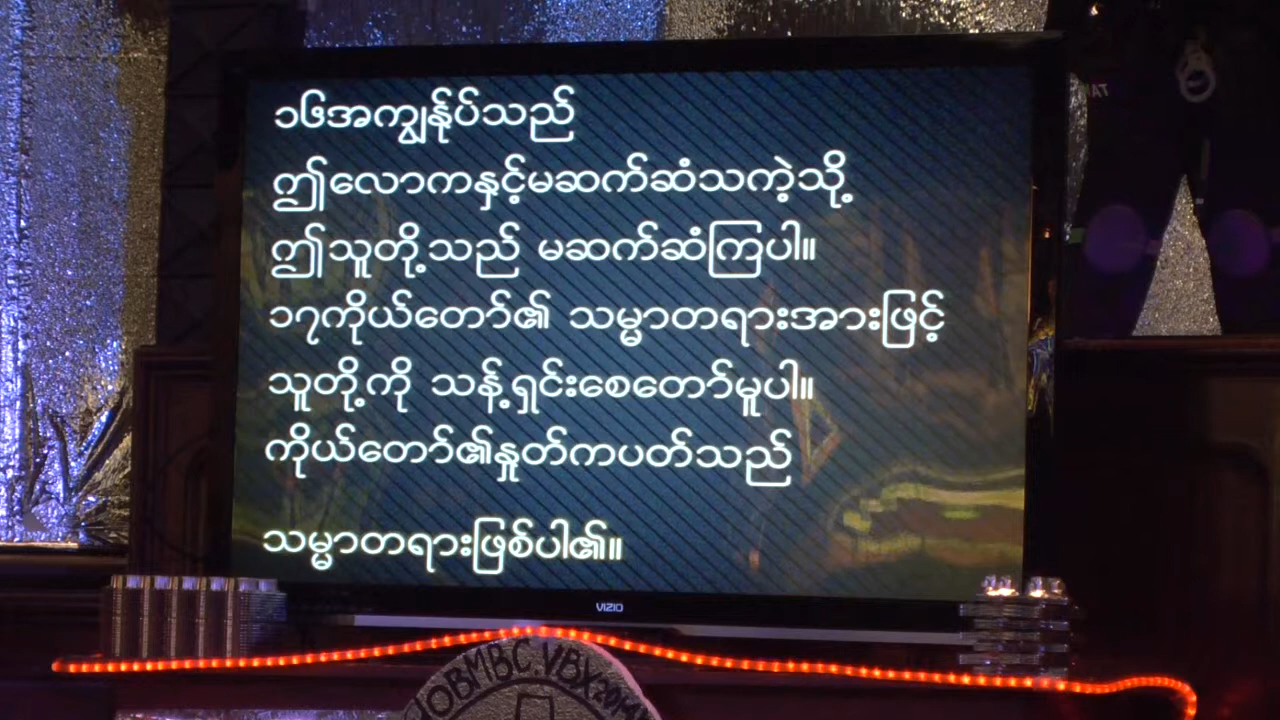 ၁၆အကျွန်ုပ်သည်
ဤလောကနှင့်မဆက်ဆံသကဲ့သို့
ဤသူတို့သည် မဆက်ဆံကြပါ။
၁၇ကိုယ်တော်၏ သမ္မာတရားအားဖြင့်
သူတို့ကို သန့်ရှင်းစေတော်မူပါ။
ကိုယ်တော်၏နှုတ်ကပတ်သည်
သမ္မာတရားဖြစ်ပါ၏။
VIZIO